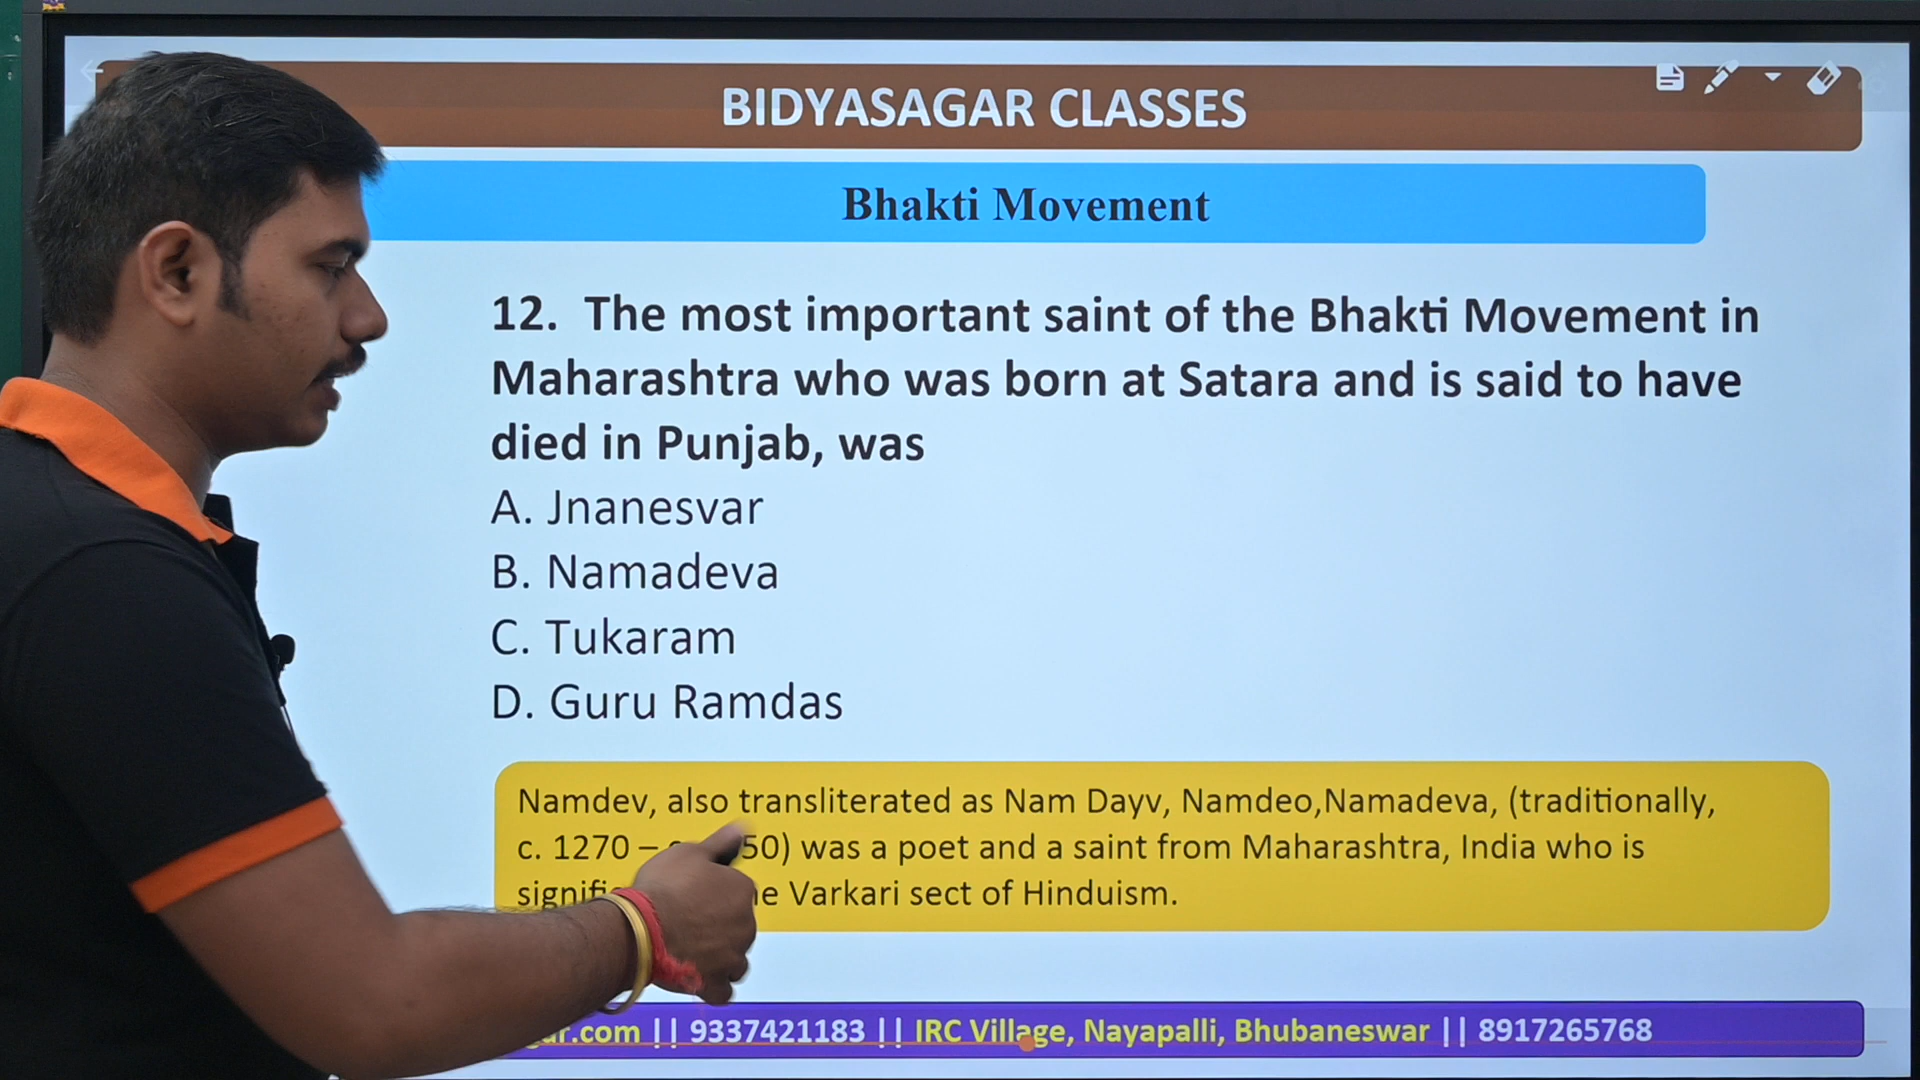 BIDYASAGAR CLASSES
Bhakti Movement
12. The most important saint of the Bhakti Movement in
Maharashtra who was born at Satara and is said to have
died in Punjab, was
A. Jnanesvar
B. Namadeva
C. Tukaram
D. Guru Ramdas
Namdev, also transliterated as Nam Dayv, Namdeo,Namadeva, (traditionally,
c. 1270 – 50) was a poet and a saint from Maharashtra, India who is
Varkari sect of Hinduism.
.com || 9337421183 || IRC Village, Nayapalli, Bhubaneswar || 8917265768